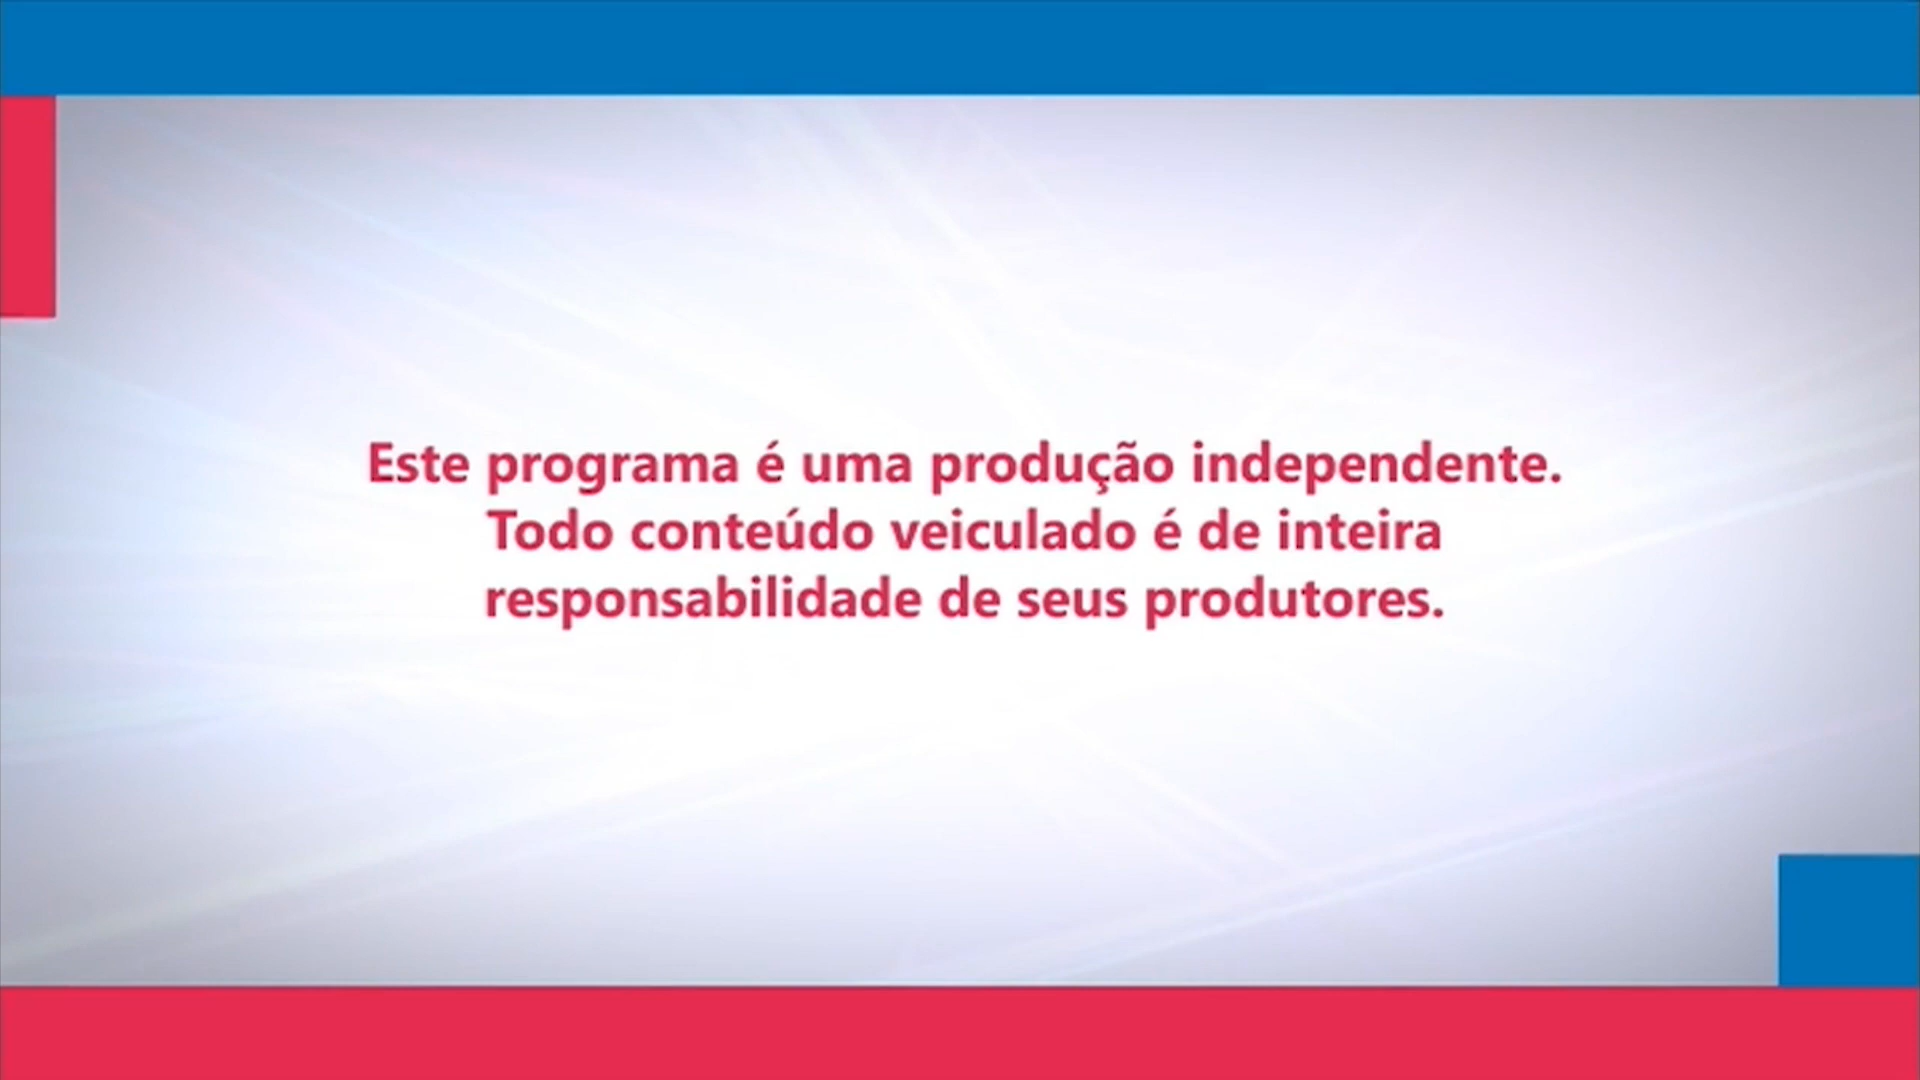 Este programa é uma produção independente.
Todo conteúdo veiculado é de inteira
responsabilidade de seus produtores.